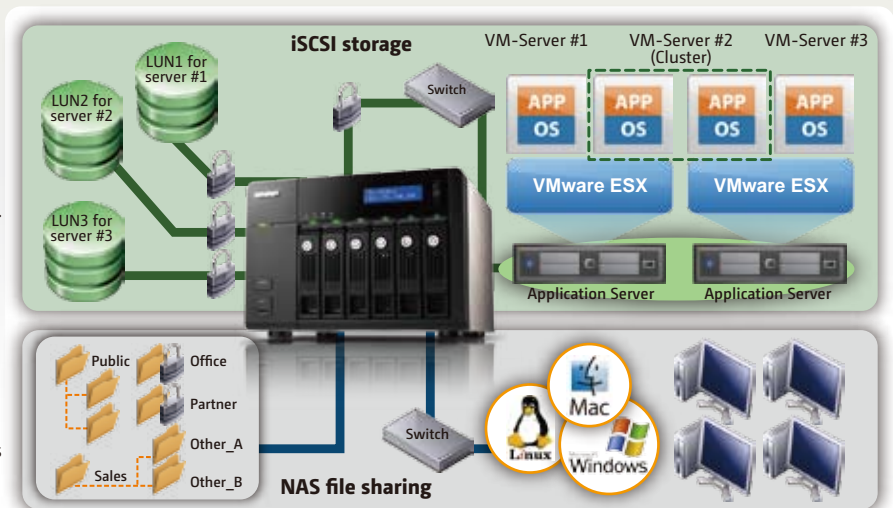 iSCSI storage
VM-Server #1
VM-Server #2
(Cluster)
VM-Server #3
LUN1 for
server #1
LUN2 for
server #2
LUN3 for
server #3
Switch
APP
OS
APP
OS
APP
OS
APP
OS
VMware ESX
VMware ESX
Application Server
Application Server
Public
Office
Partner
Other_A
Sales
Other_B
Switch
NAS file sharing
Linux
Mac
Windows